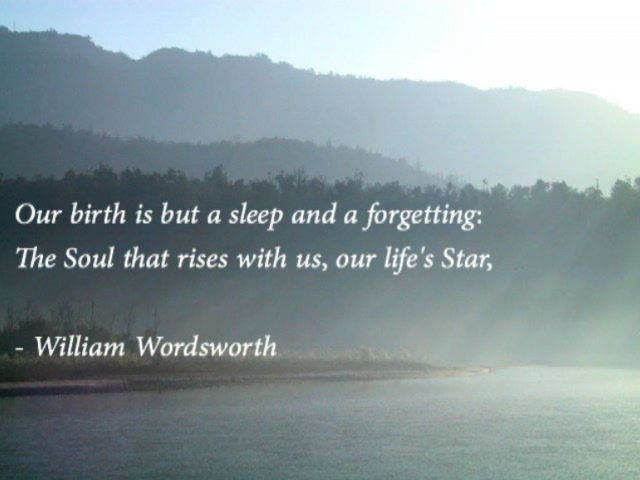 Our birth is but a sleep and a forgetting:
The Soul that rises with us, our life's Star,
- William Wordsworth